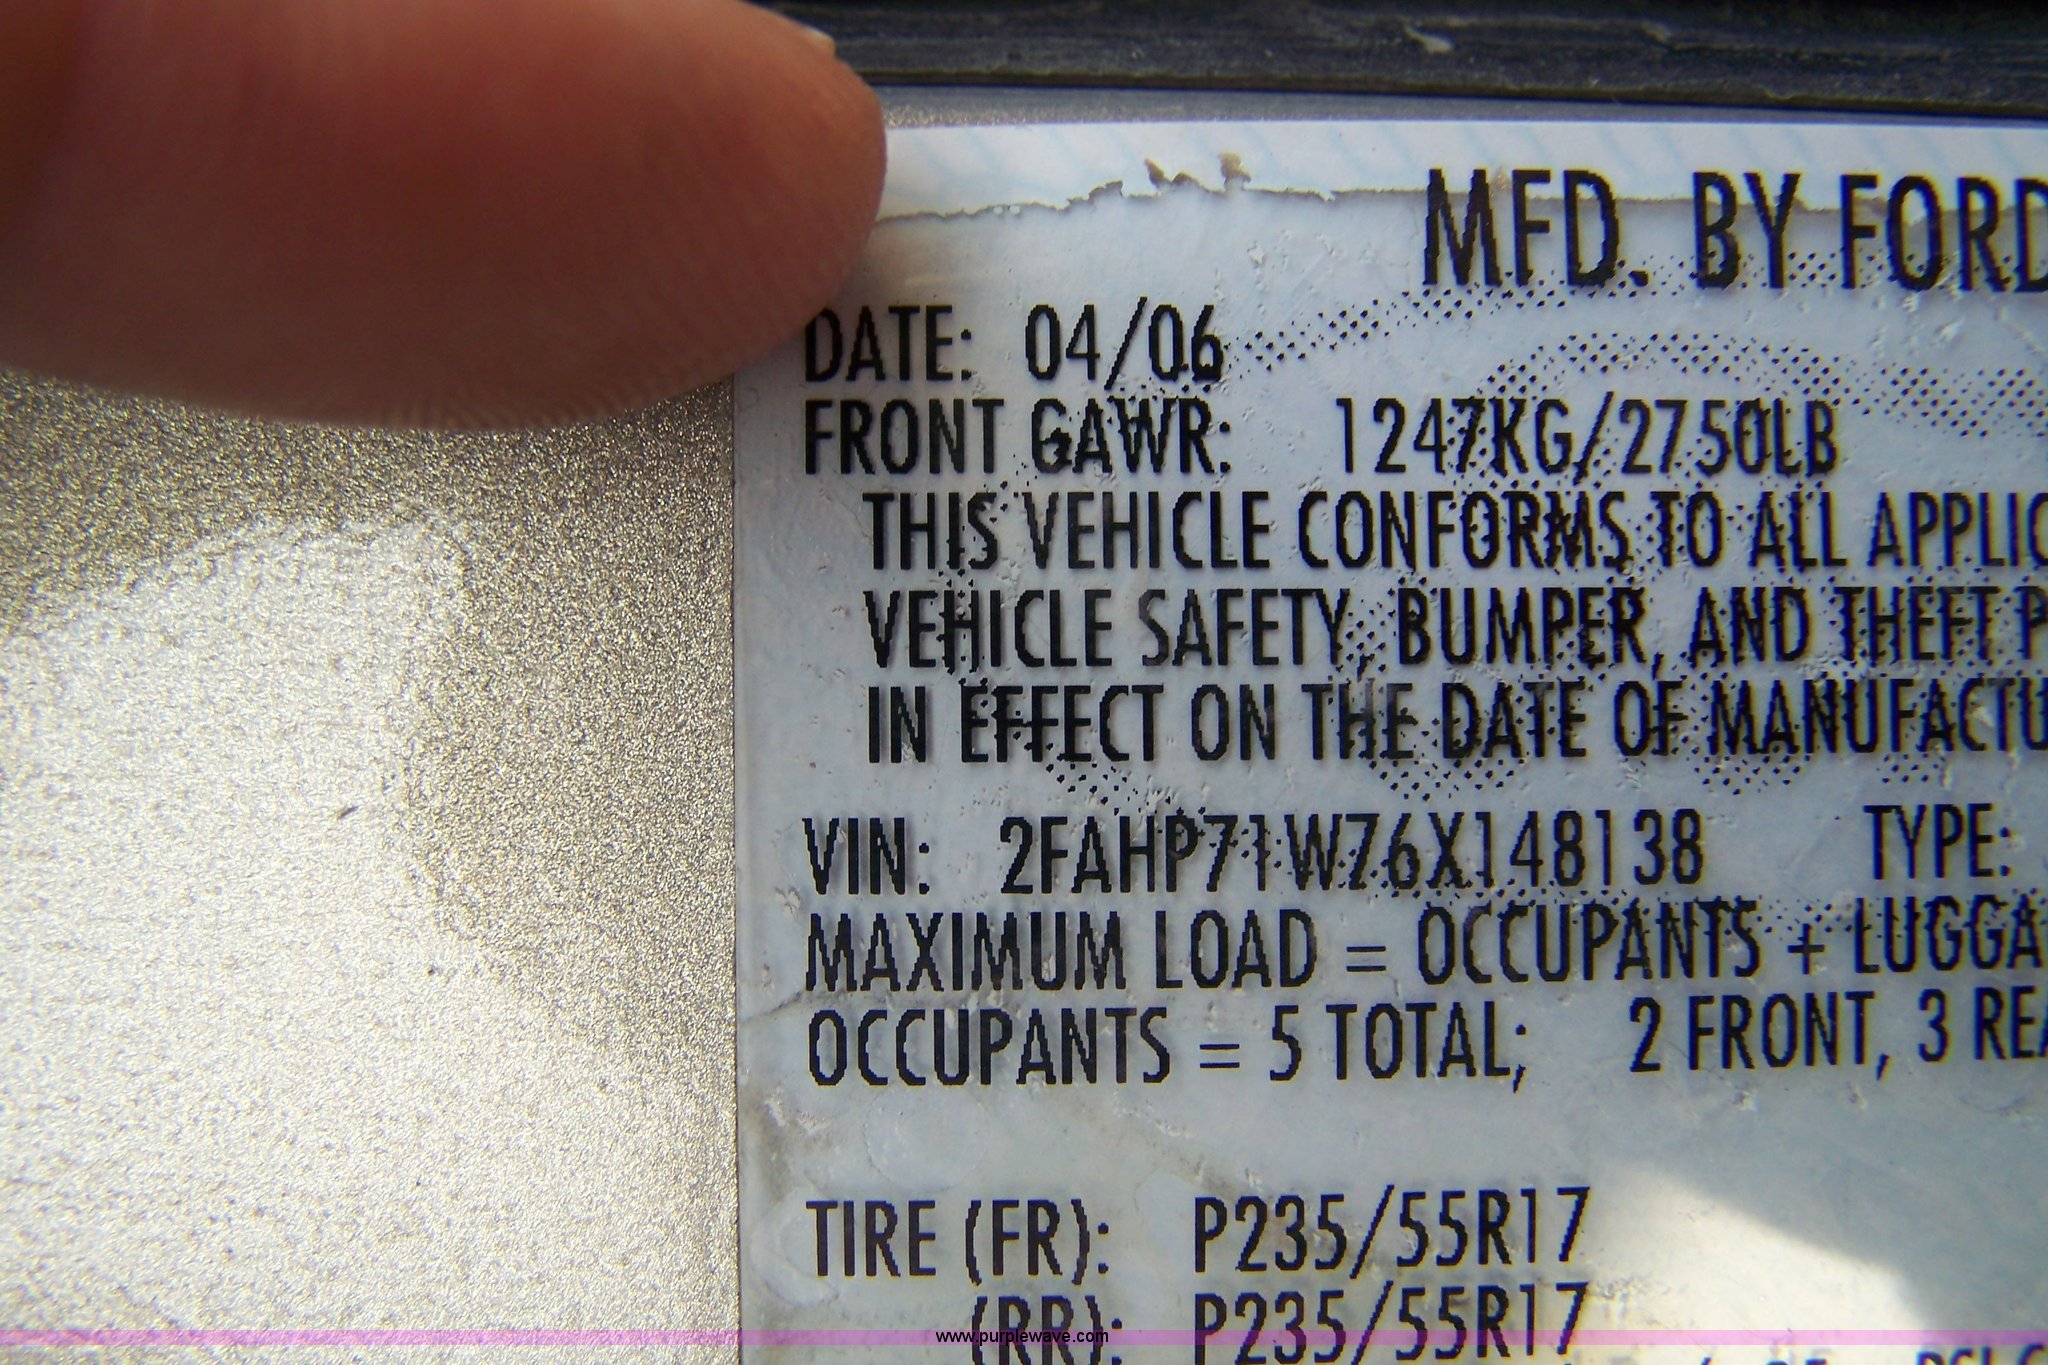 MFD. BY FORD
DATE: 04/06
FRONT GAWR: 1247KG/2750LB
THIS VEHICLE CONFORMS TO ALL APPLIC
VEHICLE SAFETY, BUMPER, AND THEFT P
IN EFFECT ON THE DATE OF MANUFACTU
VIN: 2FAHP71WZ6X148138 TYPE:
MAXIMUM LOAD = OCCUPANTS + LUGGA
OCCUPANTS = 5 TOTAL; 2 FRONT, 3 REA
TIRE (FR): P235/55R17
(RR): P235/55R17
www.purplewave.com